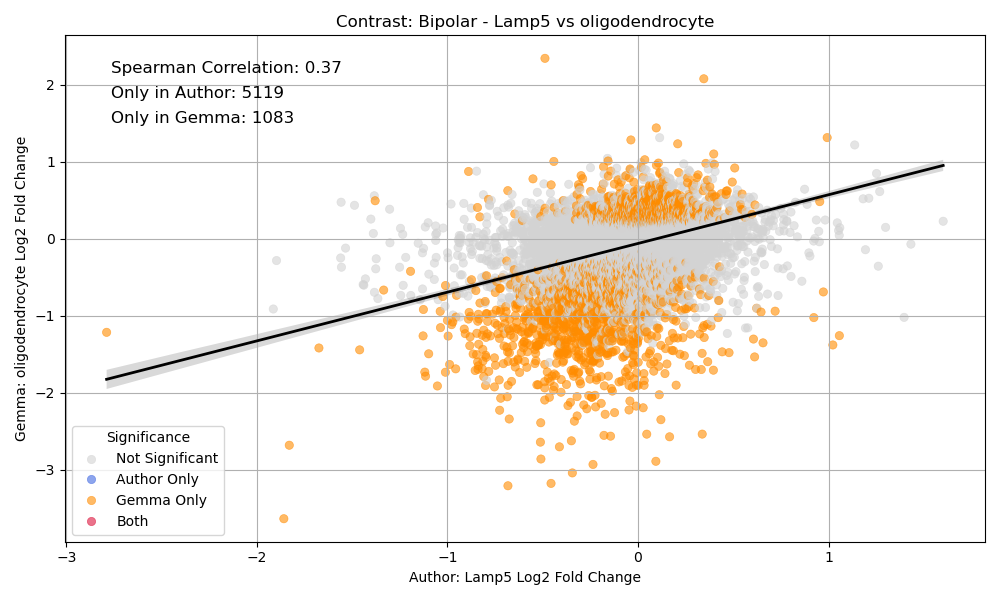 Contrast: Bipolar - Lamp5 vs oligodendrocyte
Spearman Correlation: 0.37
Only in Author: 5119
Only in Gemma: 1083
Gemma: oligodendrocyte Log2 Fold Change
2
1
0
−1
−2
−3
Significance
Not Significant
Author Only
Gemma Only
Both
−3 −2 −1 0 1
Author: Lamp5 Log2 Fold Change